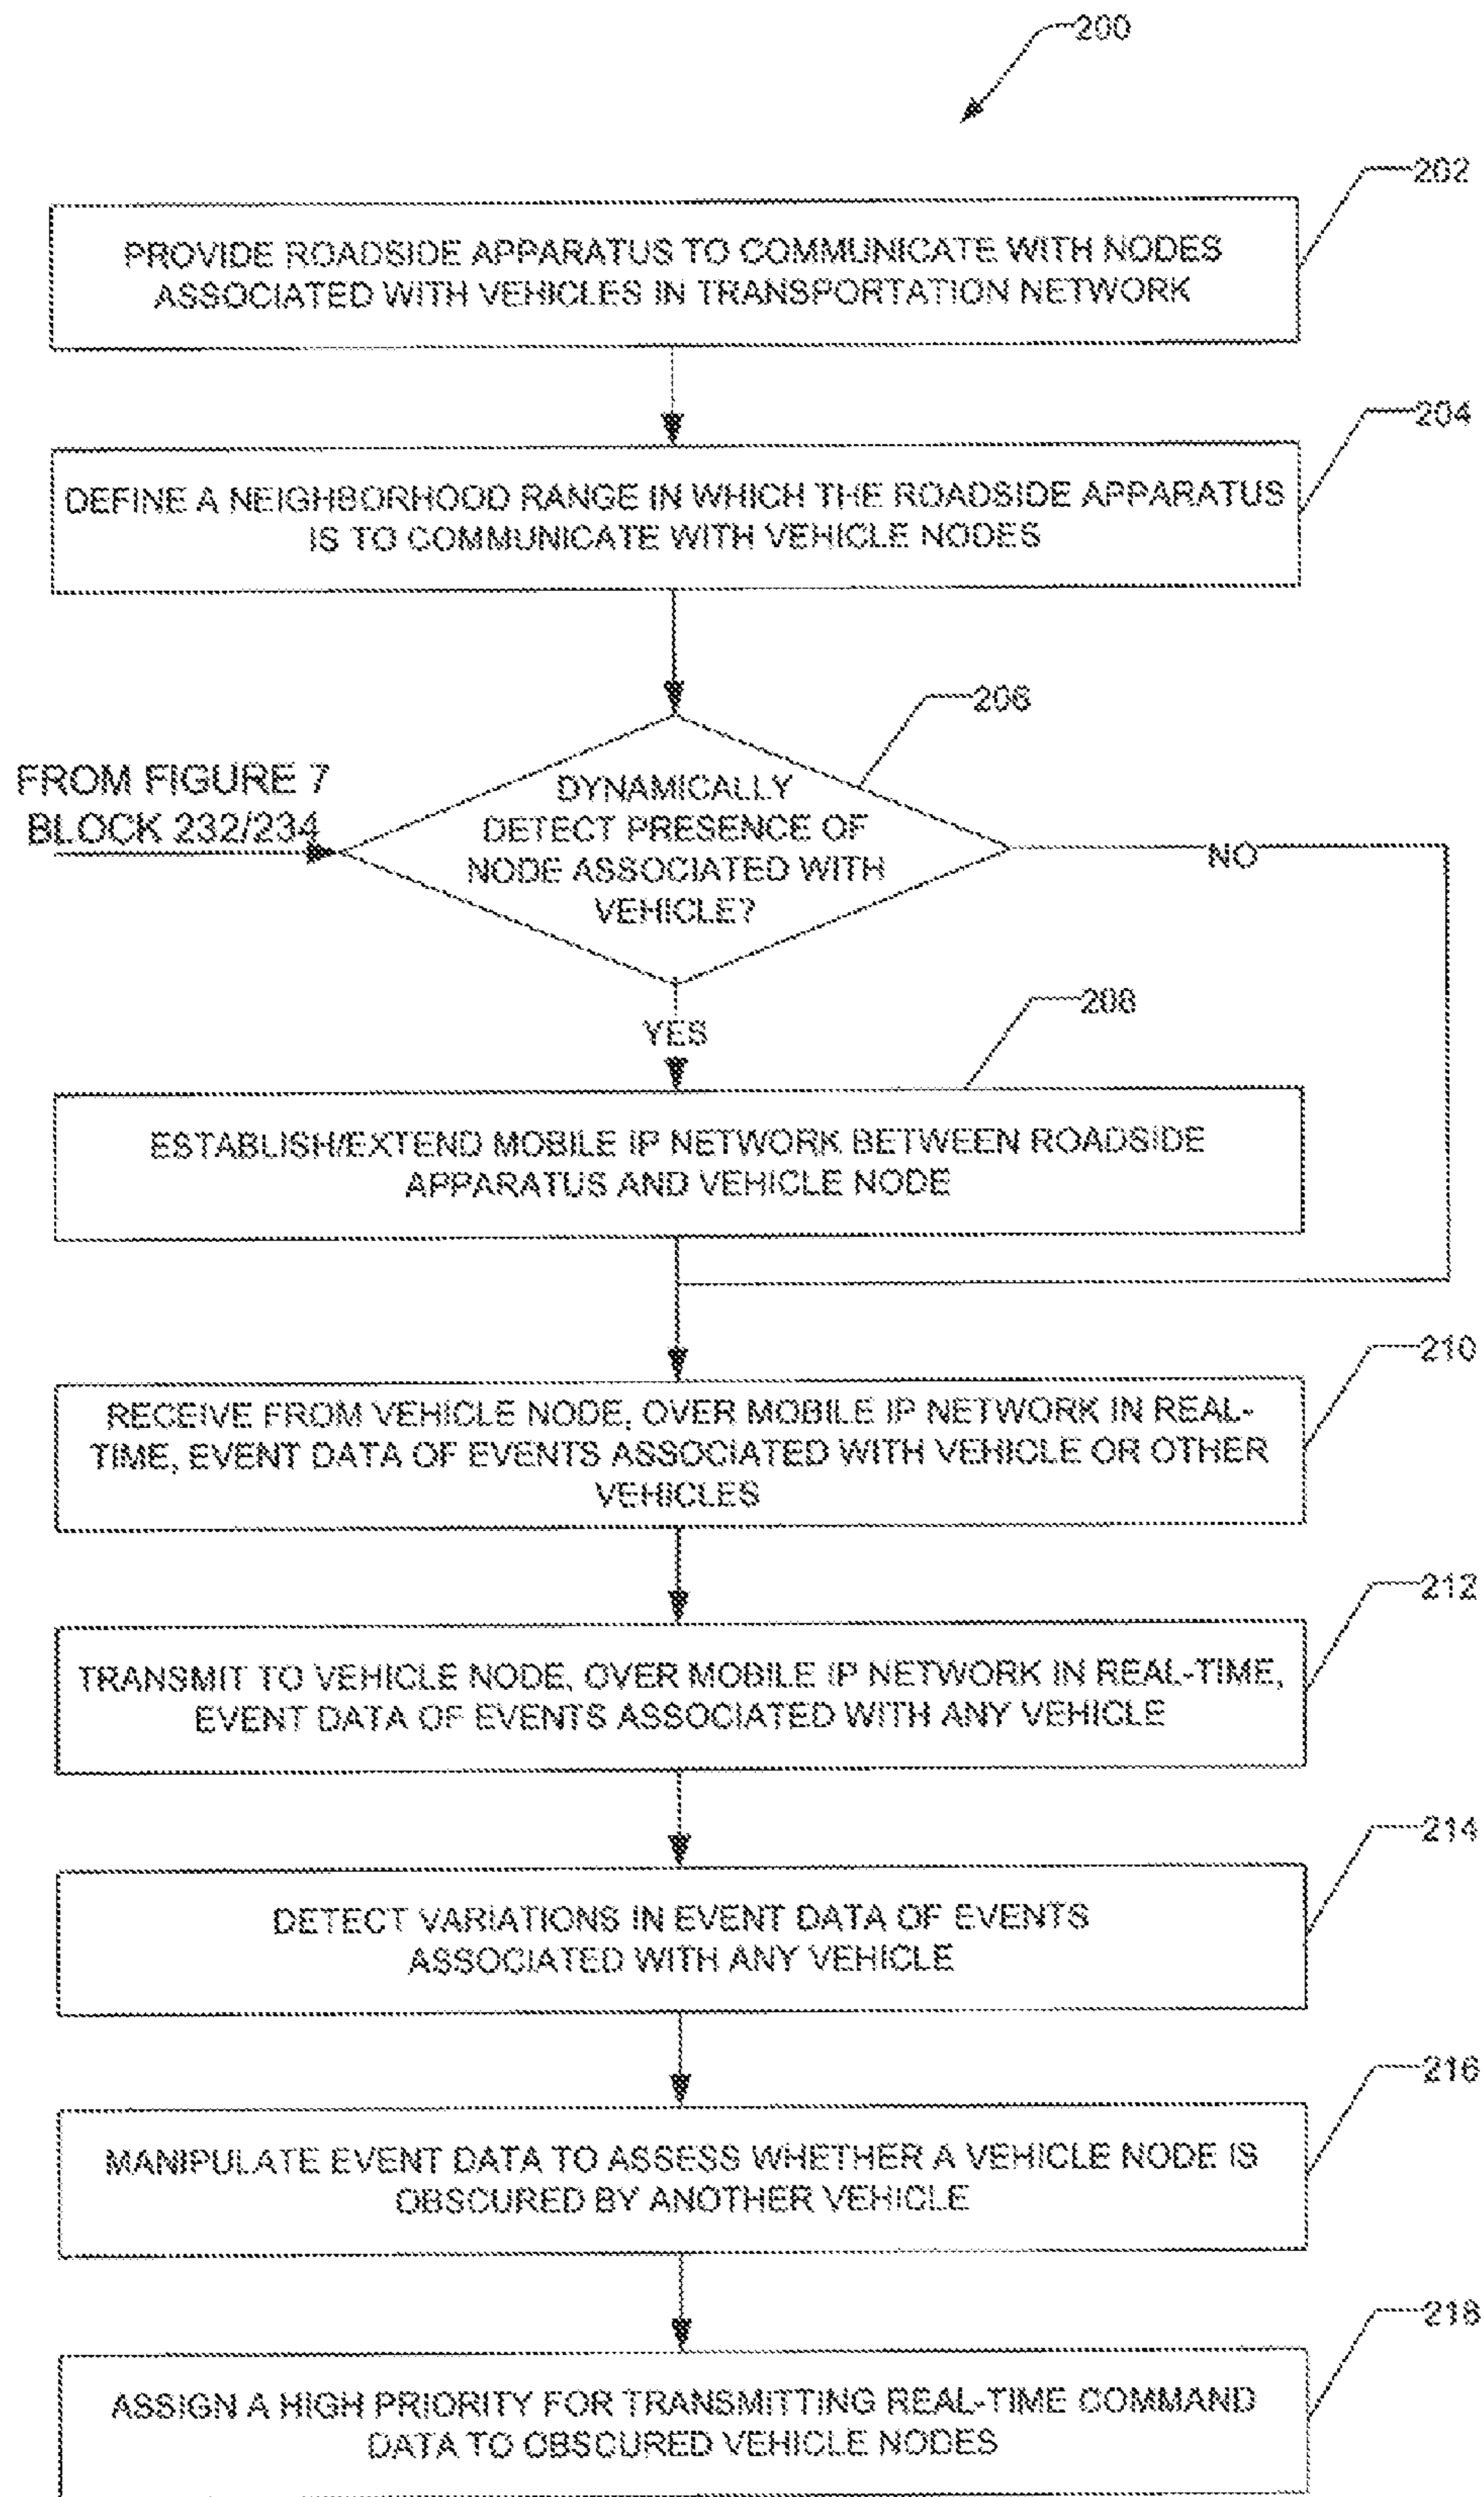 200
202
PROVIDE ROADSIDE APPARATUS TO COMMUNICATE WITH NODES
ASSOCIATED WITH VEHICLES IN TRANSPORTATION NETWORK
204
DEFINE A NEIGHBORHOOD RANGE IN WHICH THE ROADSIDE APPARATUS
IS TO COMMUNICATE WITH VEHICLE NODES
206
FROM FIGURE 7
BLOCK 232/234
DYNAMICALLY
DETECT PRESENCE OF
NODE ASSOCIATED WITH
VEHICLE?
NO
YES
208
ESTABLISH/EXTEND MOBILE IP NETWORK BETWEEN ROADSIDE
APPARATUS AND VEHICLE NODE
210
RECEIVE FROM VEHICLE NODE, OVER MOBILE IP NETWORK IN REAL-
TIME, EVENT DATA OF EVENTS ASSOCIATED WITH VEHICLE OR OTHER
VEHICLES
212
TRANSMIT TO VEHICLE NODE, OVER MOBILE IP NETWORK IN REAL-TIME,
EVENT DATA OF EVENTS ASSOCIATED WITH ANY VEHICLE
214
DETECT VARIATIONS IN EVENT DATA OF EVENTS
ASSOCIATED WITH ANY VEHICLE
216
MANIPULATE EVENT DATA TO ASSESS WHETHER A VEHICLE NODE IS
OBSCURED BY ANOTHER VEHICLE
218
ASSIGN A HIGH PRIORITY FOR TRANSMITTING REAL-TIME COMMAND
DATA TO OBSCURED VEHICLE NODES